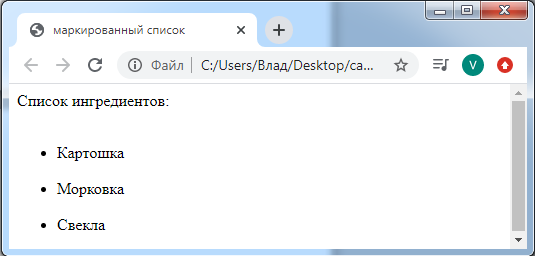 маркированный список
Файл
C:/Users/Влад/Desktop/ca...
V
Список ингредиентов:
• Картошка
• Морковка
• Свекла